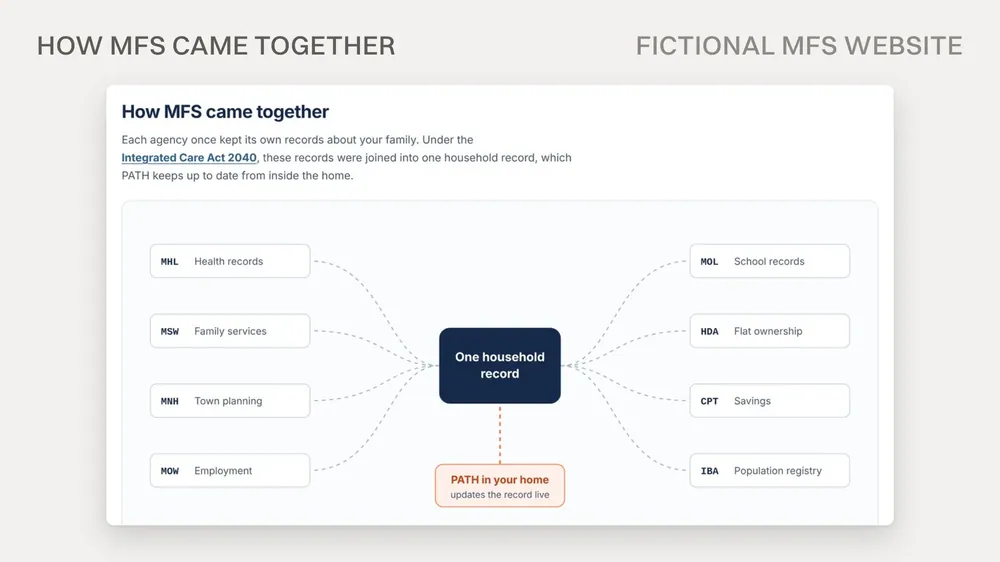 HOW MFS CAME TOGETHER
FICTIONAL MFS WEBSITE
How MFS came together
Each agency once kept its own records about your family. Under the
Integrated Care Act 2040, these records were joined into one household record, which
PATH keeps up to date from inside the home.
MHL Health records
MSW Family services
MNH Town planning
MOW Employment
One household
record
PATH in your home
updates the record live
MOL School records
HDA Flat ownership
CPT Savings
IBA Population registry